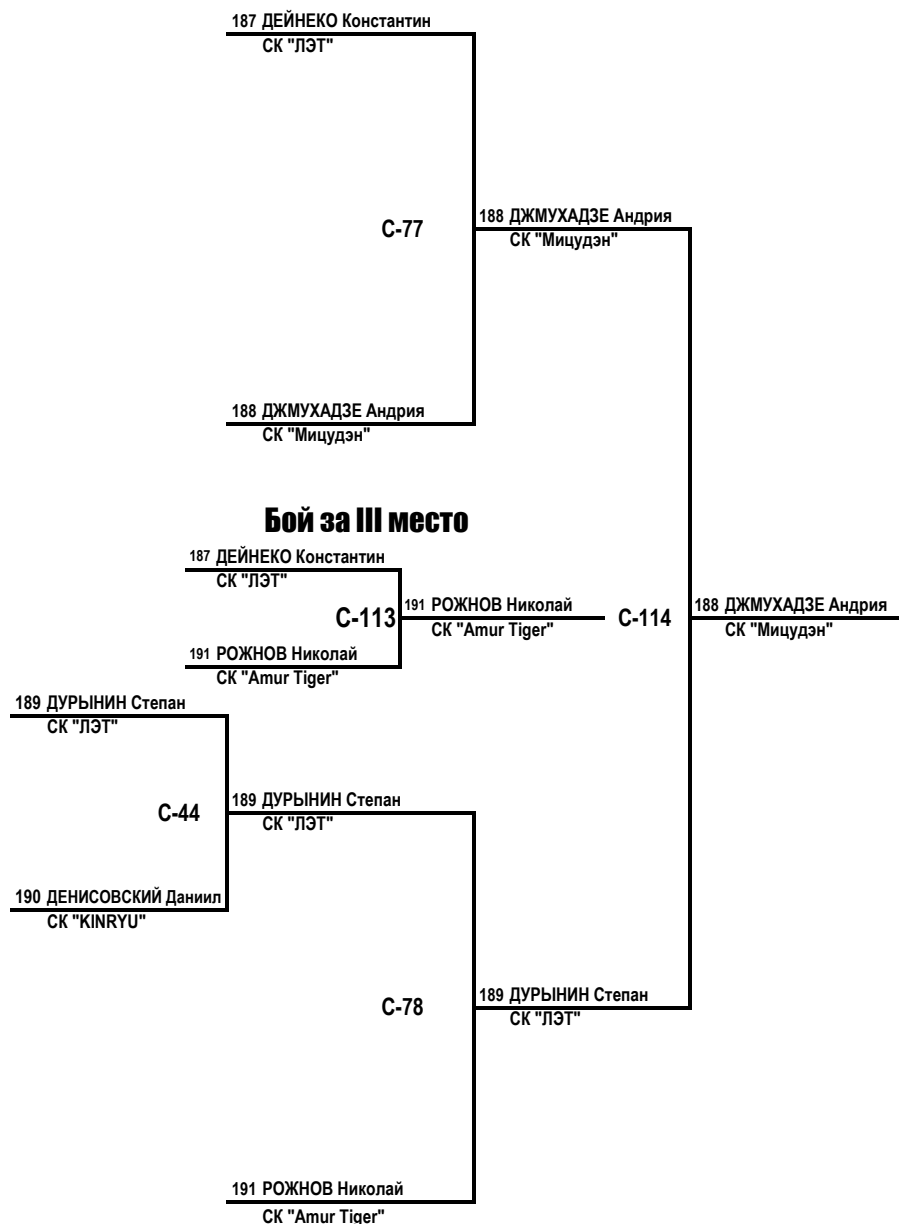 187 ДЕЙНЕКО Константин
СК "ЛЭТ"
С-77
188 ДЖМУХАДЗЕ Андрия
СК "Мицудэн"
188 ДЖМУХАДЗЕ Андрия
СК "Мицудэн"
Бой за III место
187 ДЕЙНЕКО Константин
СК "ЛЭТ"
С-113
191 РОЖНОВ Николай
СК "Amur Tiger"
С-114
188 ДЖМУХАДЗЕ Андрия
СК "Мицудэн"
191 РОЖНОВ Николай
СК "Amur Tiger"
189 ДУРЫНИН Степан
СК "ЛЭТ"
С-44
189 ДУРЫНИН Степан
СК "ЛЭТ"
190 ДЕНИСОВСКИЙ Даниил
СК "KINRYU"
С-78
189 ДУРЫНИН Степан
СК "ЛЭТ"
191 РОЖНОВ Николай
СК "Amur Tiger"